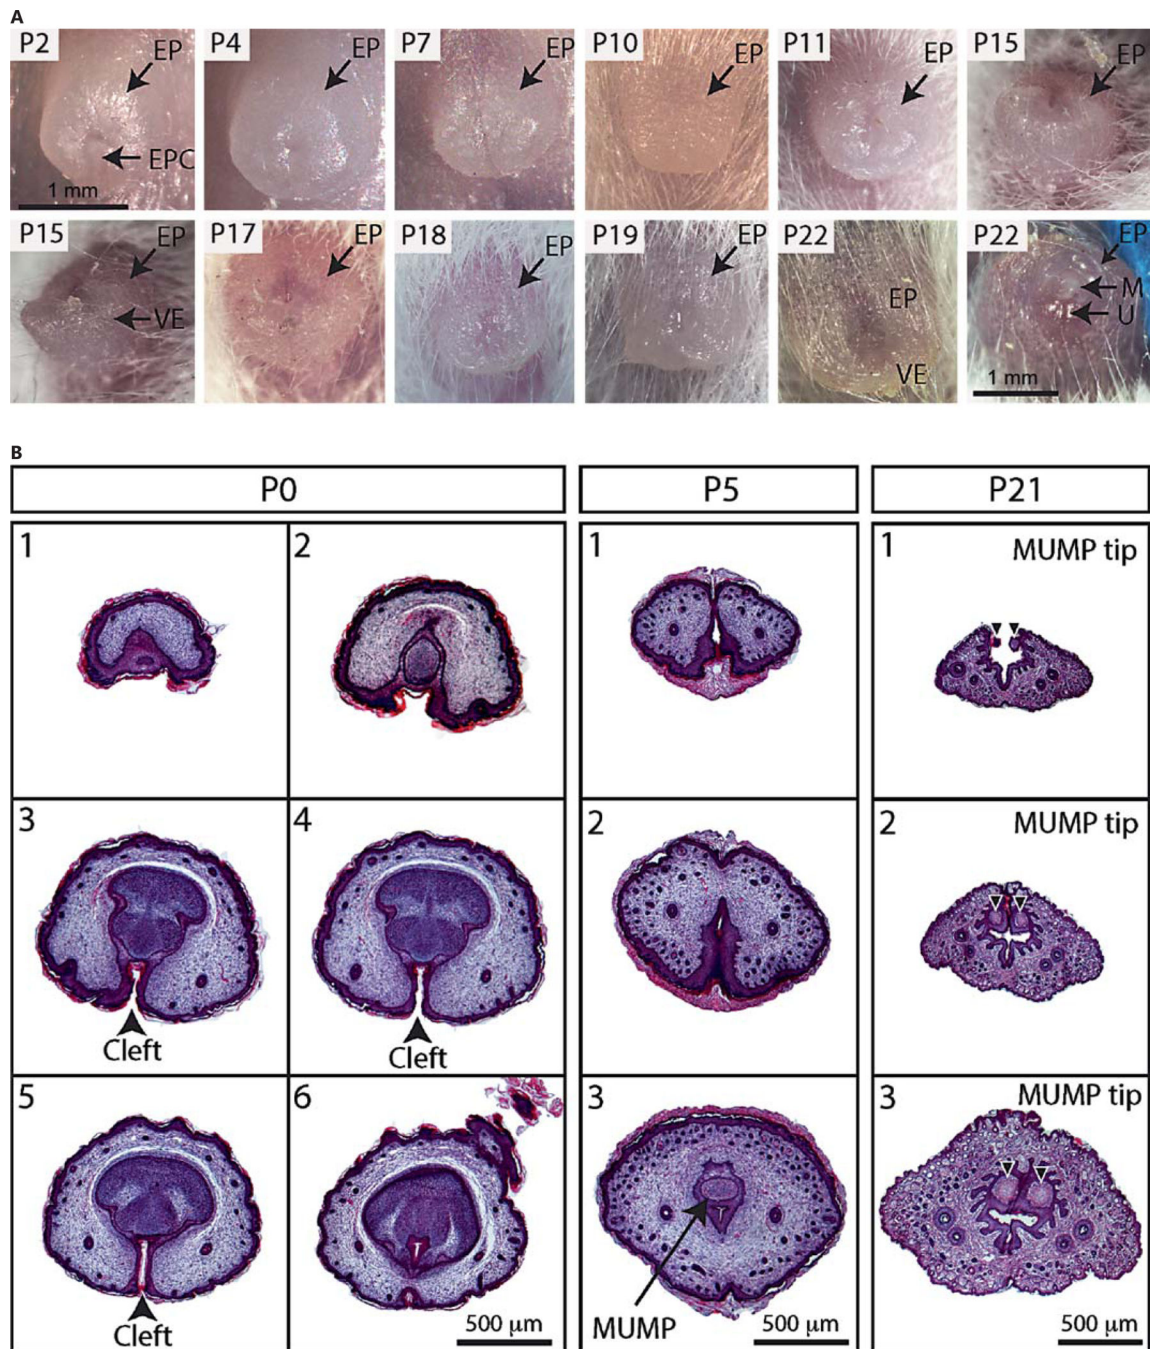 A
P2 EP EPC 1 mm
P4 EP
P7 EP
P10 EP
P11 EP
P15 EP
P15 EP VE
P17 EP
P18 EP
P19 EP
P22 EP VE
P22 EP M U 1 mm
B
P0 P5 P21
1 2 1 1 MUMP tip
3 4 2 2 MUMP tip
Cleft Cleft
5 6 3 3 MUMP tip
Cleft 500 µm MUMP 500 µm 500 µm